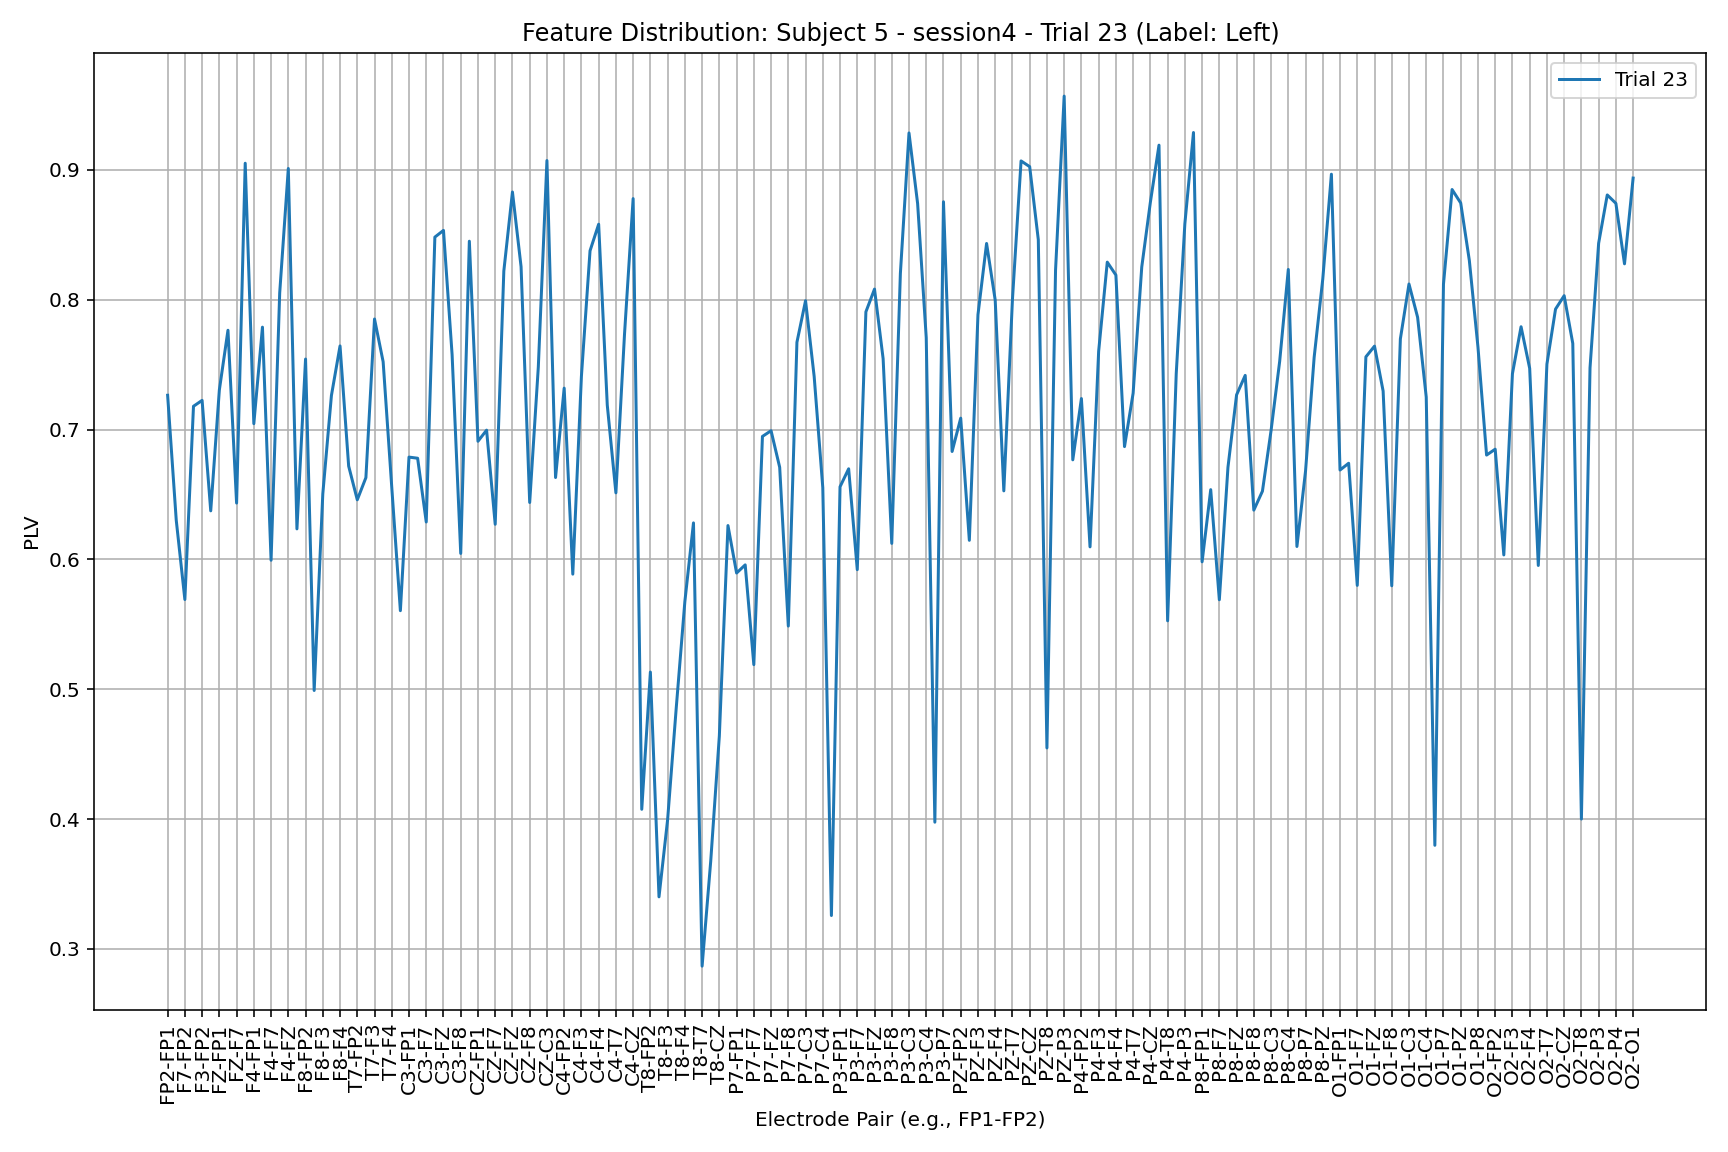 Feature Distribution: Subject 5 - session4 - Trial 23 (Label: Left)
Trial 23
PLV
0.9
0.8
0.7
0.6
0.5
0.4
0.3
FP2-FP1
F7-FP2
F3-FP2
FZ-FP1
FZ-F7
F4-FP1
F4-F7
F4-FZ
F8-FP2
F8-F3
F8-F4
T7-FP2
T7-F3
T7-F4
C3-FP1
C3-F7
C3-FZ
C3-F8
CZ-FP1
CZ-F7
CZ-FZ
CZ-F8
CZ-C3
C4-FP2
C4-F3
C4-F4
C4-T7
C4-CZ
T8-FP2
T8-F3
T8-F4
T8-T7
T8-CZ
P7-FP1
P7-F7
P7-FZ
P7-F8
P7-C3
P7-C4
P3-FP1
P3-F7
P3-FZ
P3-F8
P3-C3
P3-C4
P3-P7
PZ-FP2
PZ-F3
PZ-F4
PZ-T7
PZ-CZ
PZ-T8
PZ-P3
P4-FP2
P4-F3
P4-F4
P4-T7
P4-CZ
P4-T8
P4-P3
P8-FP1
P8-F7
P8-FZ
P8-F8
P8-C3
P8-C4
P8-P7
P8-PZ
O1-FP1
O1-F7
O1-FZ
O1-F8
O1-C3
O1-C4
O1-P7
O1-PZ
O1-P8
O2-FP2
O2-F3
O2-F4
O2-T7
O2-CZ
O2-T8
O2-P3
O2-P4
O2-O1
Electrode Pair (e.g., FP1-FP2)